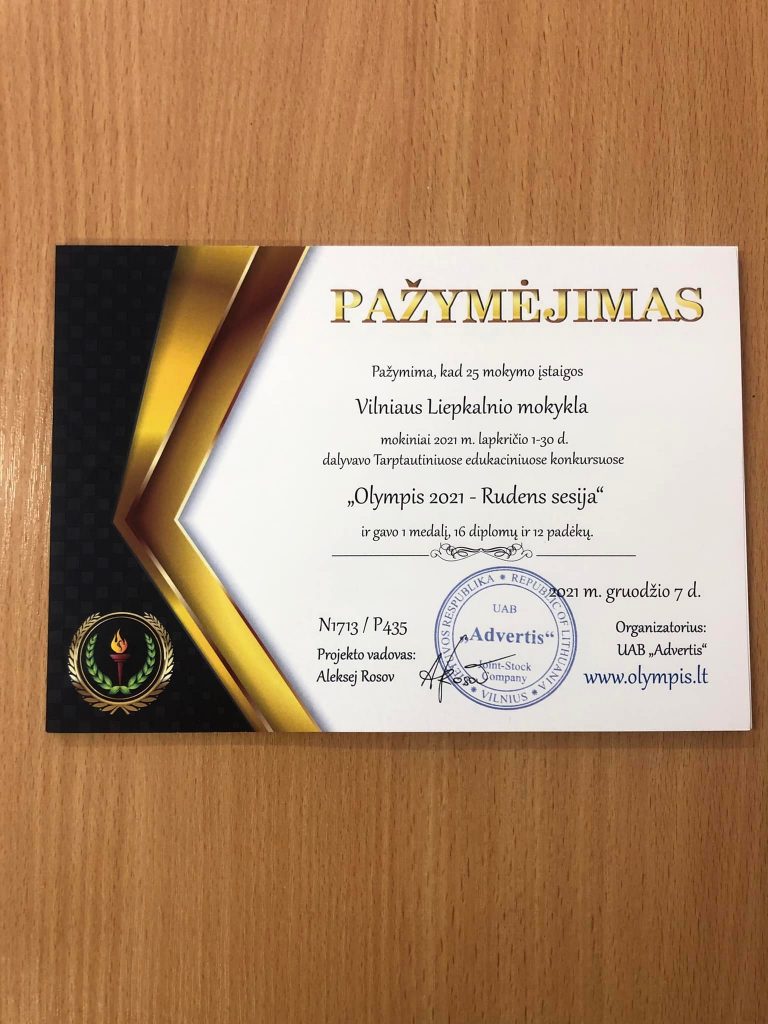 PAŽYMĖJIMAS
Pažymima, kad 25 mokymo įstaigos
Vilniaus Liepkalnio mokykla
mokiniai 2021 m. lapkričio 1-30 d.
dalyvavo Tarptautiniuose edukaciniuose konkursuose
„Olympis 2021 - Rudens sesija“
ir gavo 1 medalį, 16 diplomų ir 12 padėkų.
2021 m. gruodžio 7 d.
N1713 / P435
Projekto vadovas:
Aleksej Rosov
LIETUVOS RESPUBLIKA * REPUBLIC OF LITHUANIA
* VILNIUS *
UAB
„Advertis“
Joint-Stock
Company
Organizatorius:
UAB „Advertis“
www.olympis.lt